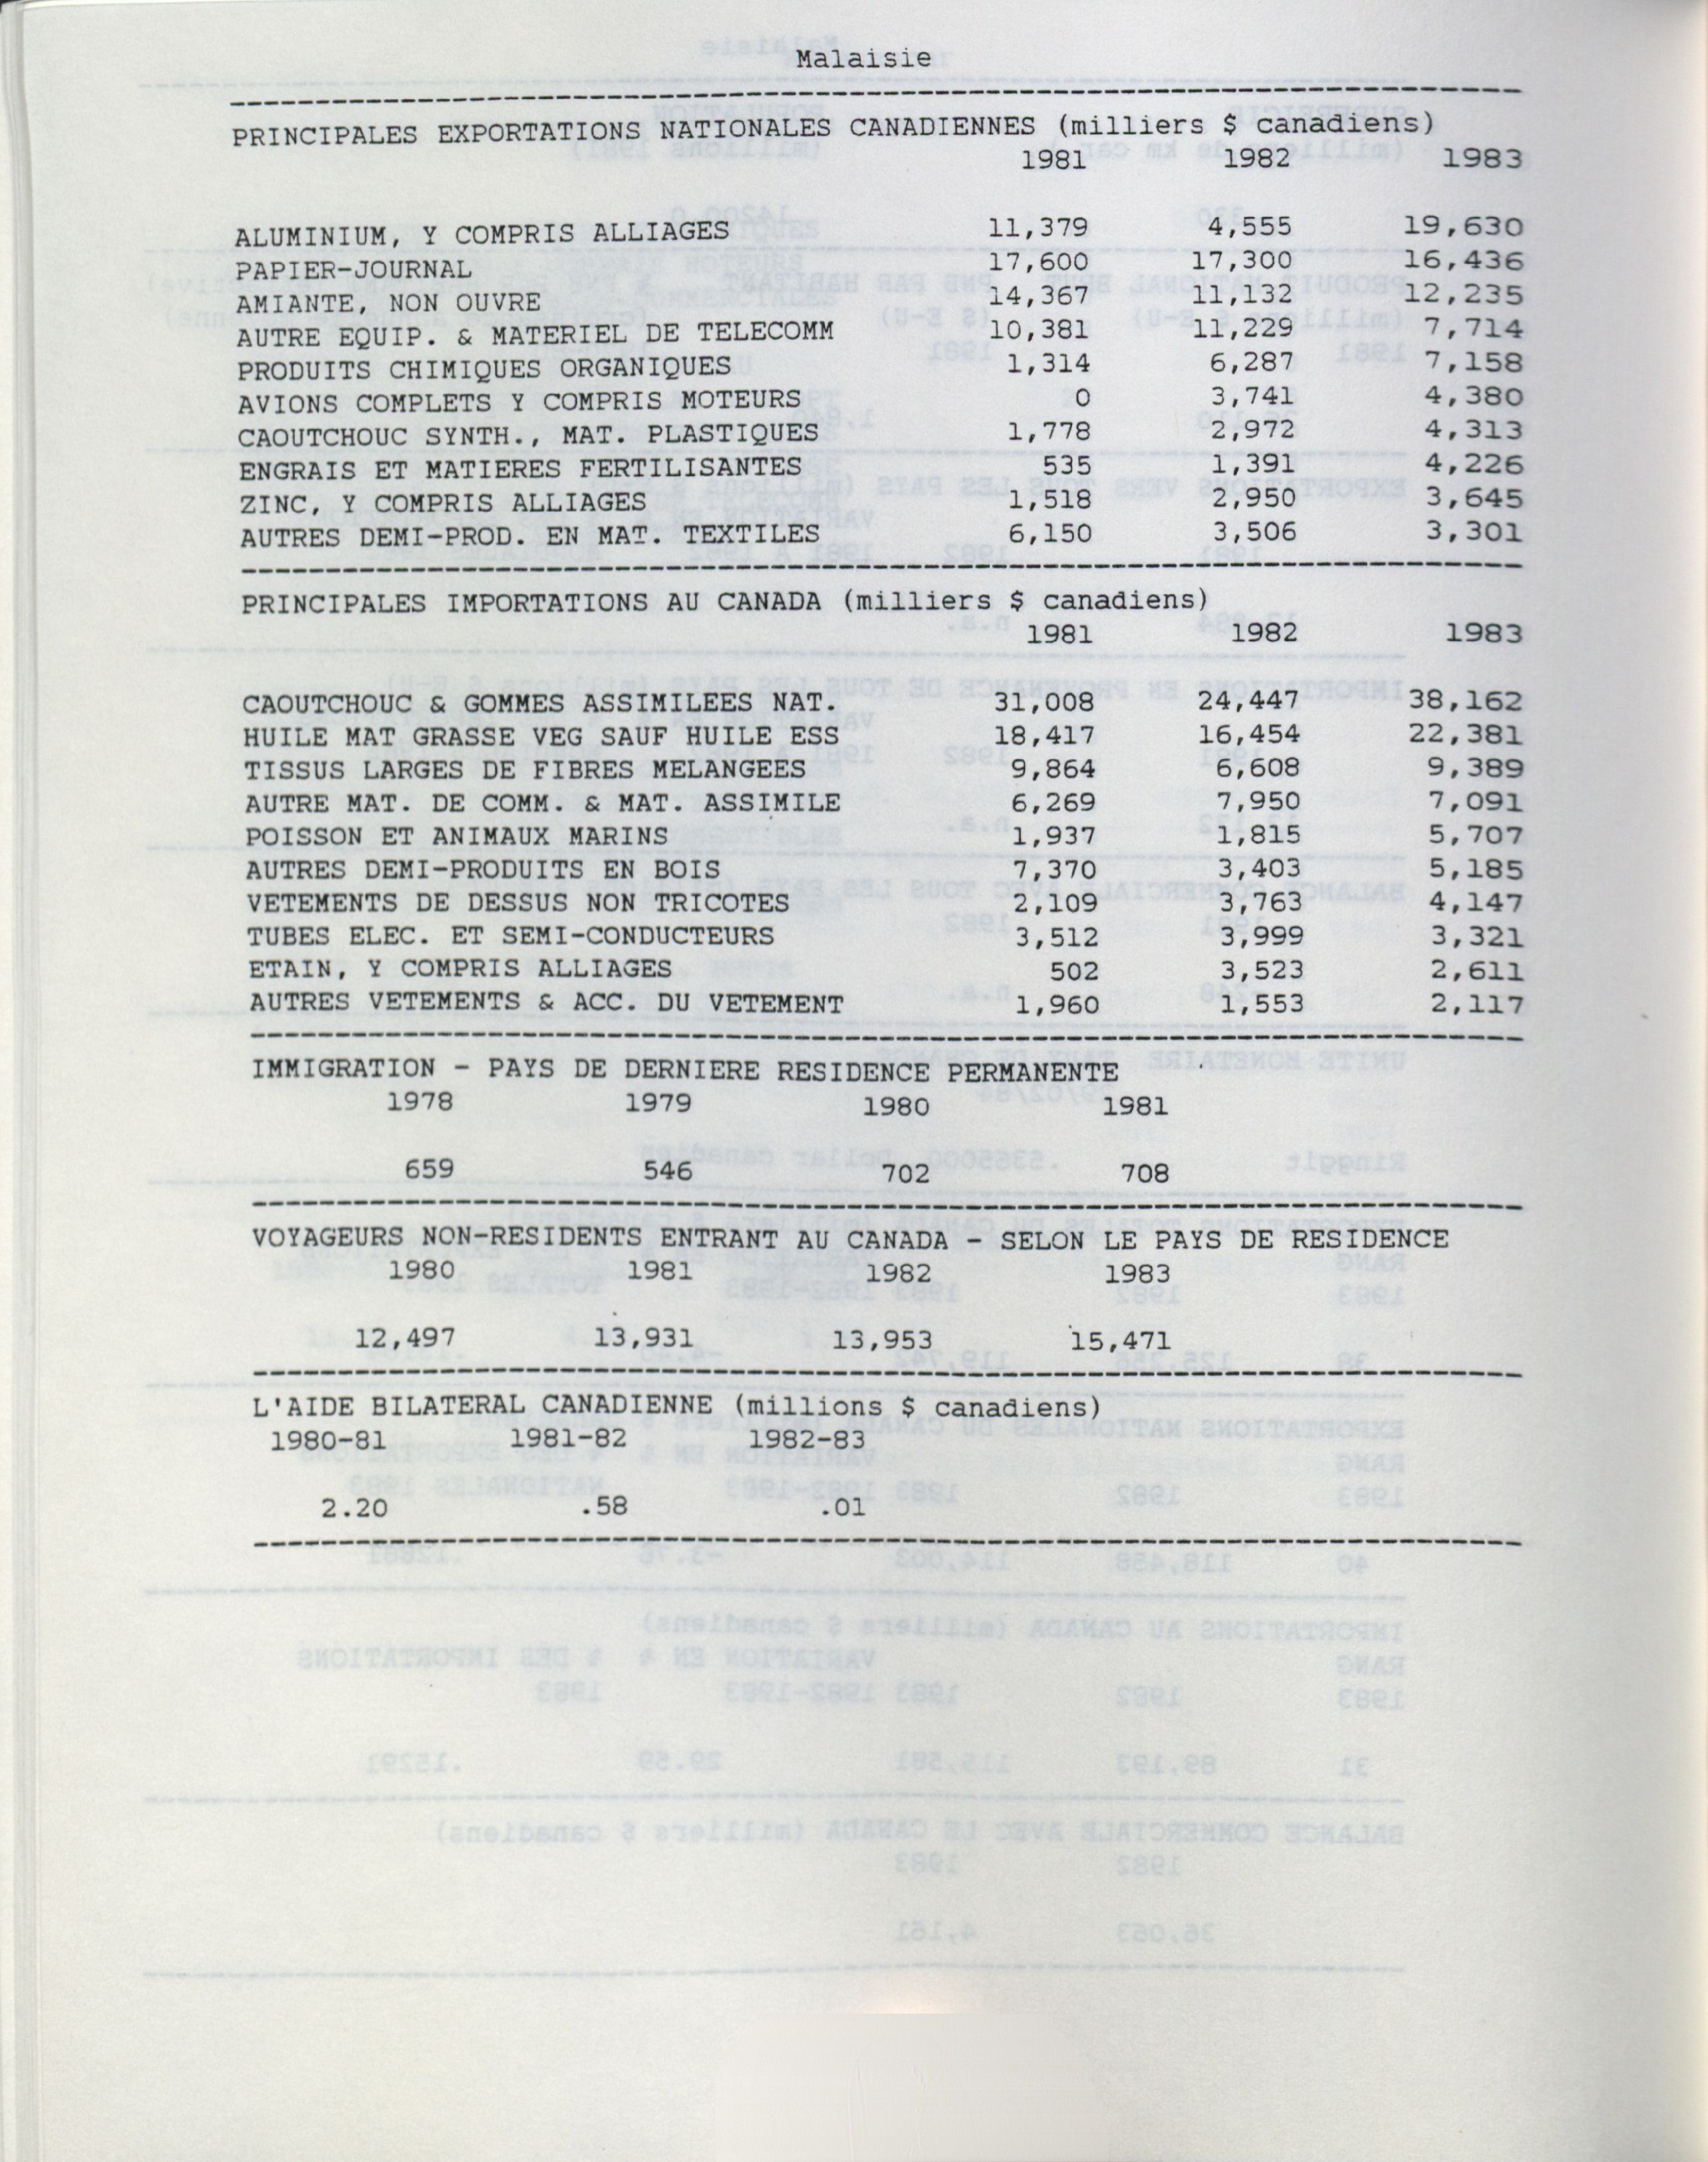 Malaisie
PRINCIPALES EXPORTATIONS NATIONALES CANADIENNES (milliers $ canadiens)
1981 1982 1983
ALUMINIUM, Y COMPRIS ALLIAGES 11,379 4,555 19,630
PAPIER-JOURNAL 17,600 17,300 16,436
AMIANTE, NON OUVRE 14,367 11,132 12,235
AUTRE EQUIP. & MATERIEL DE TELECOMM 10,381 11,229 7,714
PRODUITS CHIMIQUES ORGANIQUES 1,314 6,287 7,158
AVIONS COMPLETS Y COMPRIS MOTEURS 0 3,741 4,380
CAOUTCHOUC SYNTH., MAT. PLASTIQUES 1,778 2,972 4,313
ENGRAIS ET MATIERES FERTILISANTES 535 1,391 4,226
ZINC, Y COMPRIS ALLIAGES 1,518 2,950 3,645
AUTRES DEMI-PROD. EN MAT. TEXTILES 6,150 3,506 3,301
PRINCIPALES IMPORTATIONS AU CANADA (milliers $ canadiens)
1981 1982 1983
CAOUTCHOUC & GOMMES ASSIMILEES NAT. 31,008 24,447 38,162
HUILE MAT GRASSE VEG SAUF HUILE ESS 18,417 16,454 22,381
TISSUS LARGES DE FIBRES MELANGEES 9,864 6,608 9,389
AUTRE MAT. DE COMM. & MAT. ASSIMILE 6,269 7,950 7,091
POISSON ET ANIMAUX MARINS 1,937 1,815 5,707
AUTRES DEMI-PRODUITS EN BOIS 7,370 3,403 5,185
VETEMENTS DE DESSUS NON TRICOTES 2,109 3,763 4,147
TUBES ELEC. ET SEMI-CONDUCTEURS 3,512 3,999 3,321
ETAIN, Y COMPRIS ALLIAGES 502 3,523 2,611
AUTRES VETEMENTS & ACC. DU VETEMENT 1,960 1,553 2,117
IMMIGRATION - PAYS DE DERNIERE RESIDENCE PERMANENTE
1978 1979 1980 1981
659 546 702 708
VOYAGEURS NON-RESIDENTS ENTRANT AU CANADA - SELON LE PAYS DE RESIDENCE
1980 1981 1982 1983
12,497 13,931 13,953 15,471
L'AIDE BILATERAL CANADIENNE (millions $ canadiens)
1980-81 1981-82 1982-83
2.20 .58 .01